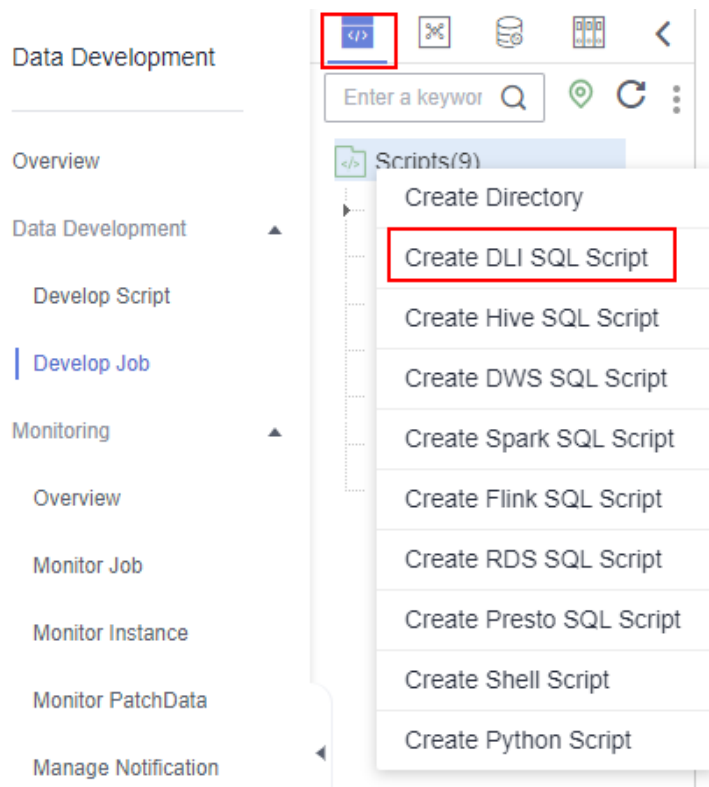 Data Development
Overview
Data Development
Develop Script
Develop Job
Monitoring
Overview
Monitor Job
Monitor Instance
Monitor PatchData
Manage Notification
</>
Enter a keywor
</> Scripts(9)
Create Directory
Create DLI SQL Script
Create Hive SQL Script
Create DWS SQL Script
Create Spark SQL Script
Create Flink SQL Script
Create RDS SQL Script
Create Presto SQL Script
Create Shell Script
Create Python Script